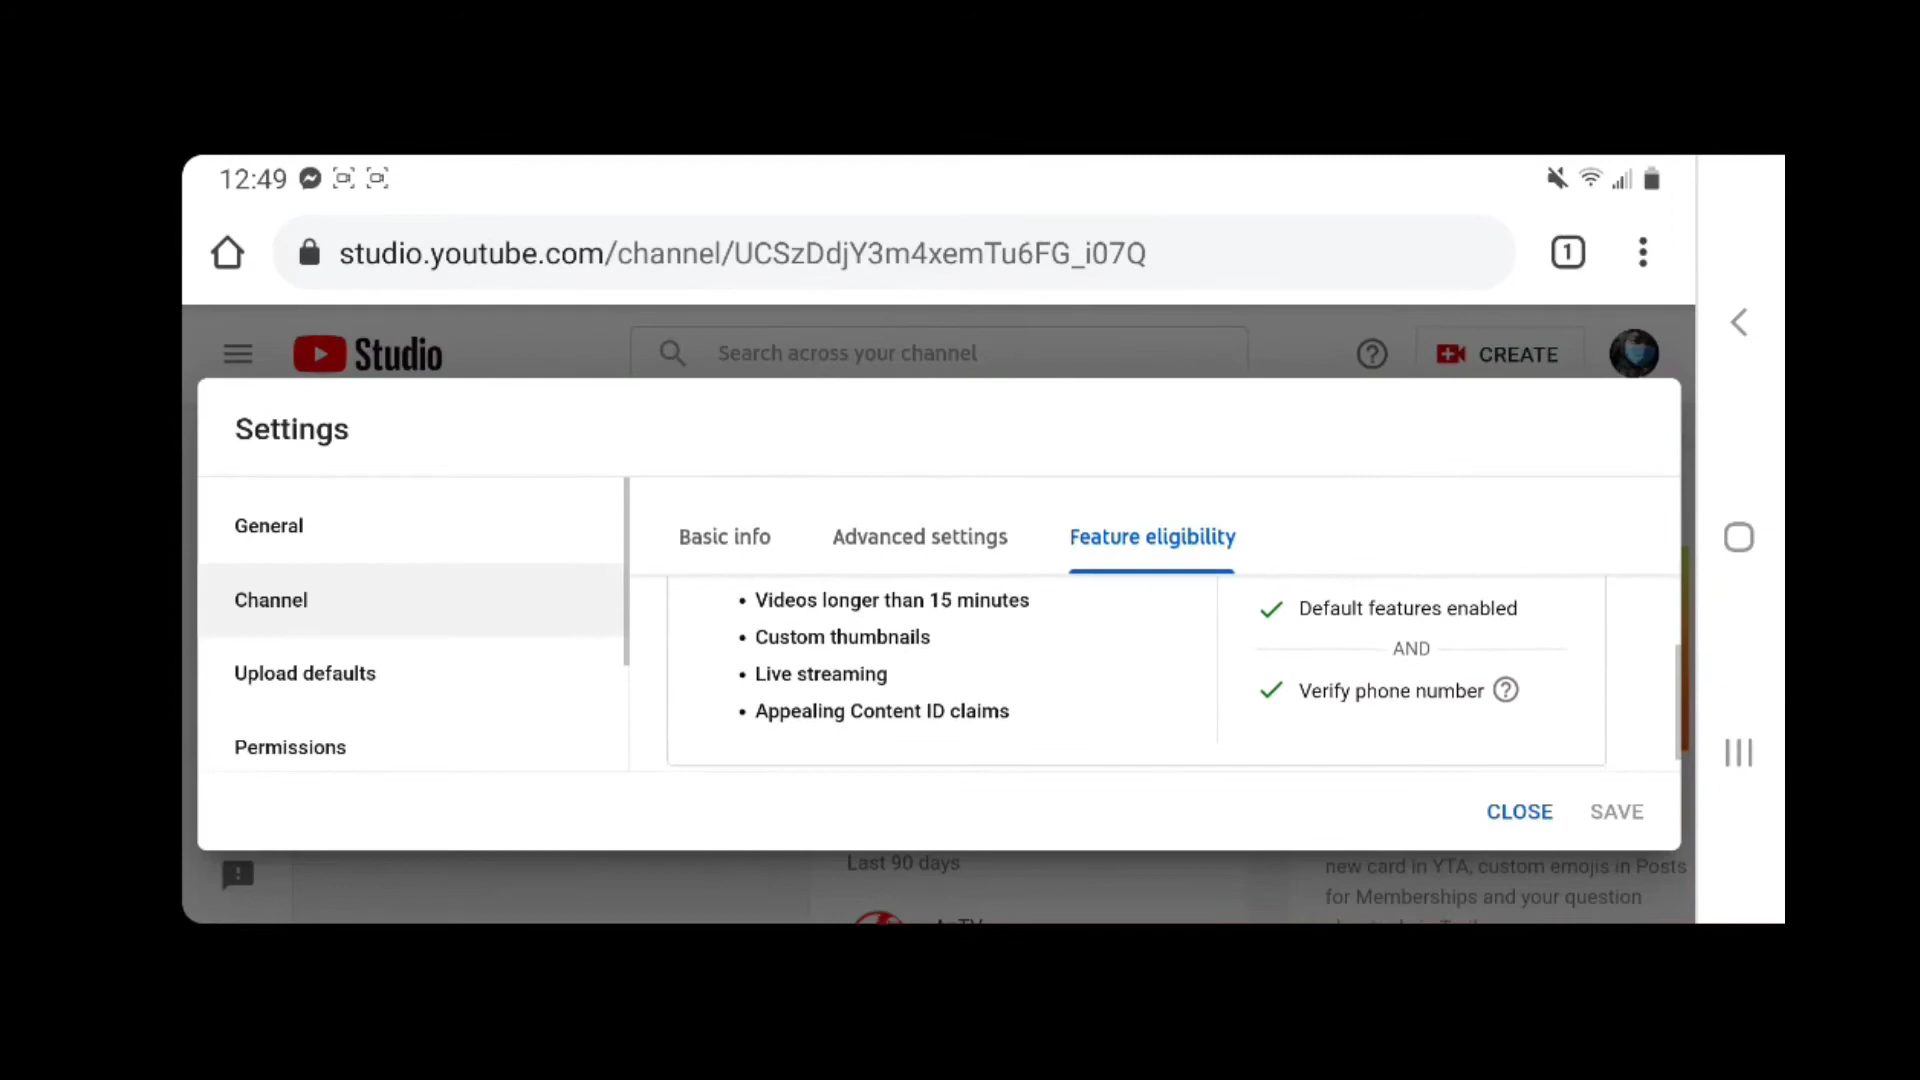 12:49
studio.youtube.com/channel/UCSzDdjY3m4xemTu6FG_i07Q
1
Studio
Search across your channel
CREATE
Settings
General
Channel
Upload defaults
Permissions
Basic info
Advanced settings
Feature eligibility
• Videos longer than 15 minutes
• Custom thumbnails
• Live streaming
• Appealing Content ID claims
Default features enabled
AND
Verify phone number
CLOSE
SAVE
Last 90 days
new card in YTA, custom emojis in Posts
for Memberships and your question